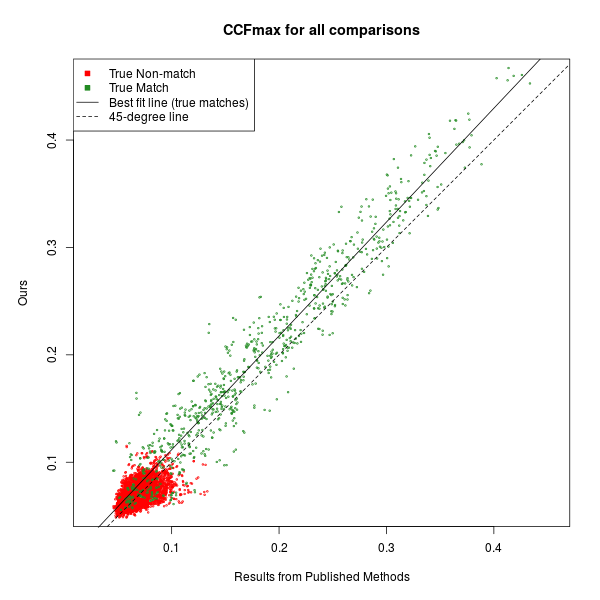 CCFmax for all comparisons
True Non-match
True Match
Best fit line (true matches)
45-degree line
0.4
0.3
0.2
0.1
Ours
0.1 0.2 0.3 0.4
Results from Published Methods